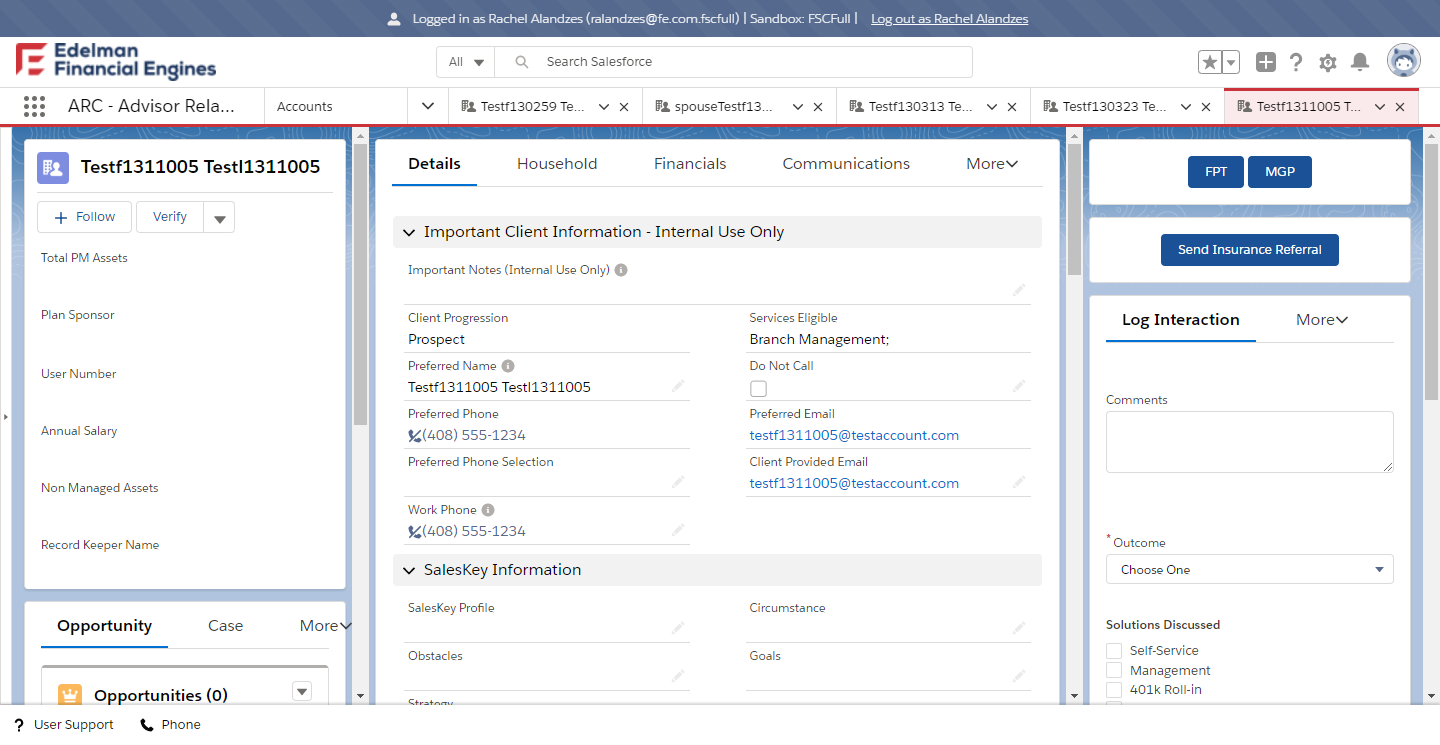 Logged in as Rachel Alandzes (ralandzes@fe.com.fscfull) | Sandbox: FSCFull | Log out as Rachel Alandzes
Edelman
Financial Engines
All
Search Salesforce
ARC - Advisor Rela...
Accounts
Testf130259 Te...
spouseTestf13...
Testf130313 Te...
Testf130323 Te...
Testf1311005 T...
Testf1311005 Testl1311005
Follow
Verify
Total PM Assets
Plan Sponsor
User Number
Annual Salary
Non Managed Assets
Record Keeper Name
Opportunity
Case
More
Opportunities (0)
Details
Household
Financials
Communications
More
Important Client Information - Internal Use Only
Important Notes (Internal Use Only)
Client Progression
Prospect
Services Eligible
Branch Management;
Preferred Name
Testf1311005 Testl1311005
Do Not Call
Preferred Phone
(408) 555-1234
Preferred Email
testf1311005@testaccount.com
Preferred Phone Selection
Client Provided Email
testf1311005@testaccount.com
Work Phone
(408) 555-1234
SalesKey Information
SalesKey Profile
Circumstance
Obstacles
Goals
Strategy
FPT
MGP
Send Insurance Referral
Log Interaction
More
Comments
*Outcome
Choose One
Solutions Discussed
Self-Service
Management
401k Roll-in
? User Support
Phone